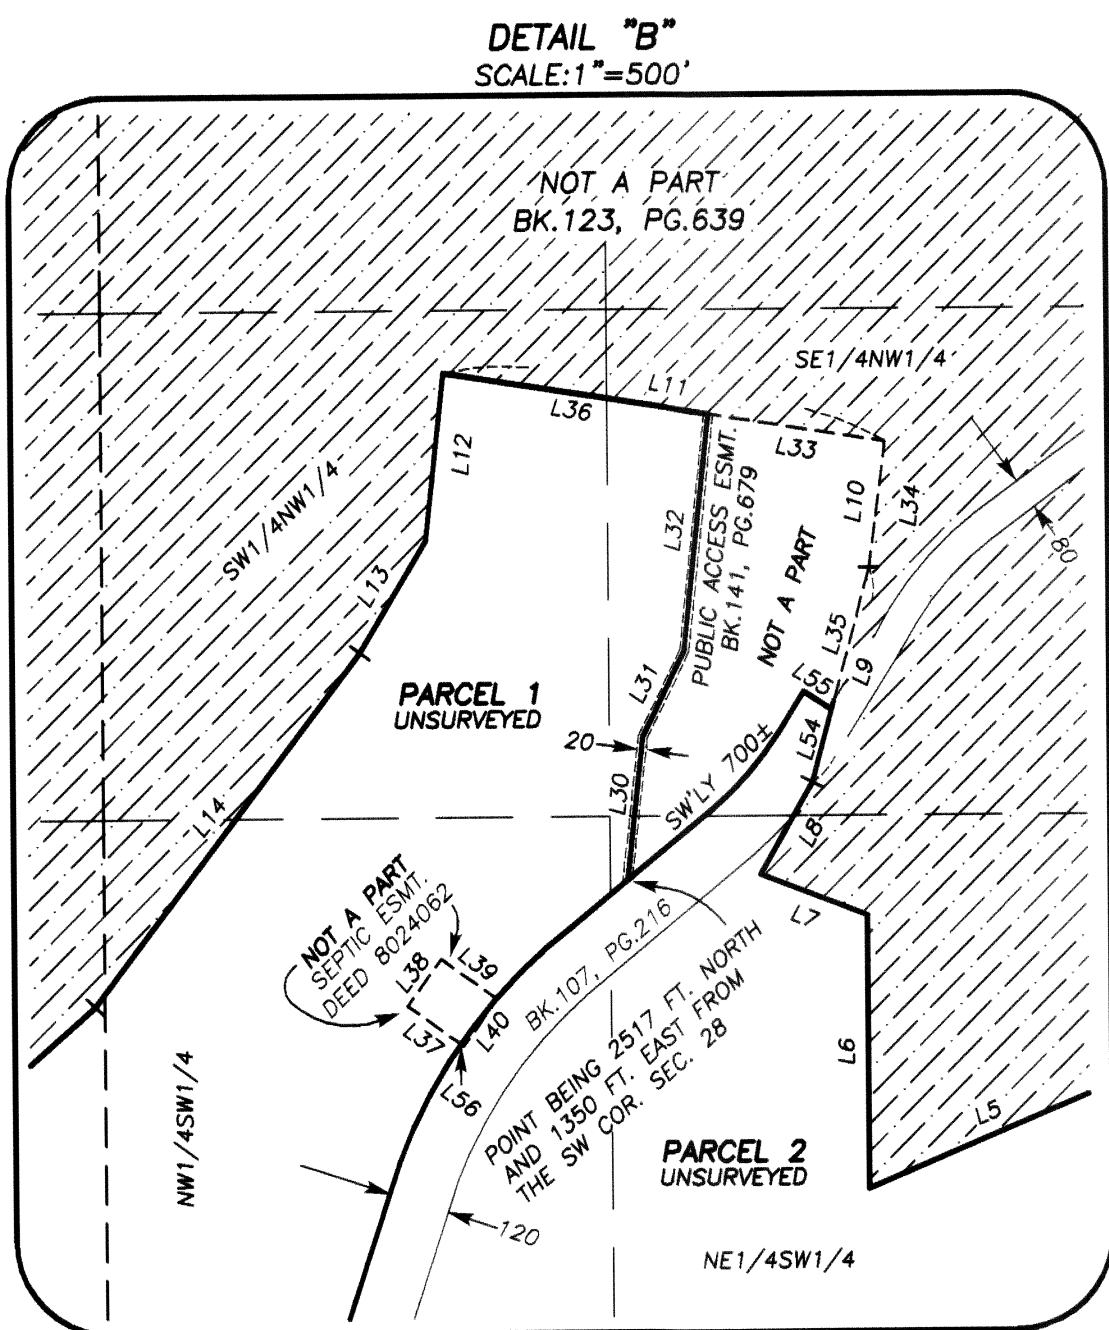 DETAIL "B"
SCALE:1"=500'
NOT A PART
BK.123, PG.639
SE1/4NW1/4
L11
L36
L33
L12
L10
L34
SW1/4NW1/4
L32
PUBLIC ACCESS ESMT.
BK.141, PG.679
NOT A PART
80
L13
L35
L9
L31
L55
PARCEL 1
UNSURVEYED
20
L54
SW'LY 700±
L30
L14
L8
NOT A PART
SEPTIC ESMT.
DEED 8024062
L7
L38
L39
BK.107, PG.216
L37
L40
L56
L6
POINT BEING 2517 FT. NORTH
AND 1350 FT. EAST FROM
THE SW COR. SEC. 28
L5
NW1/4SW1/4
PARCEL 2
UNSURVEYED
120
NE1/4SW1/4